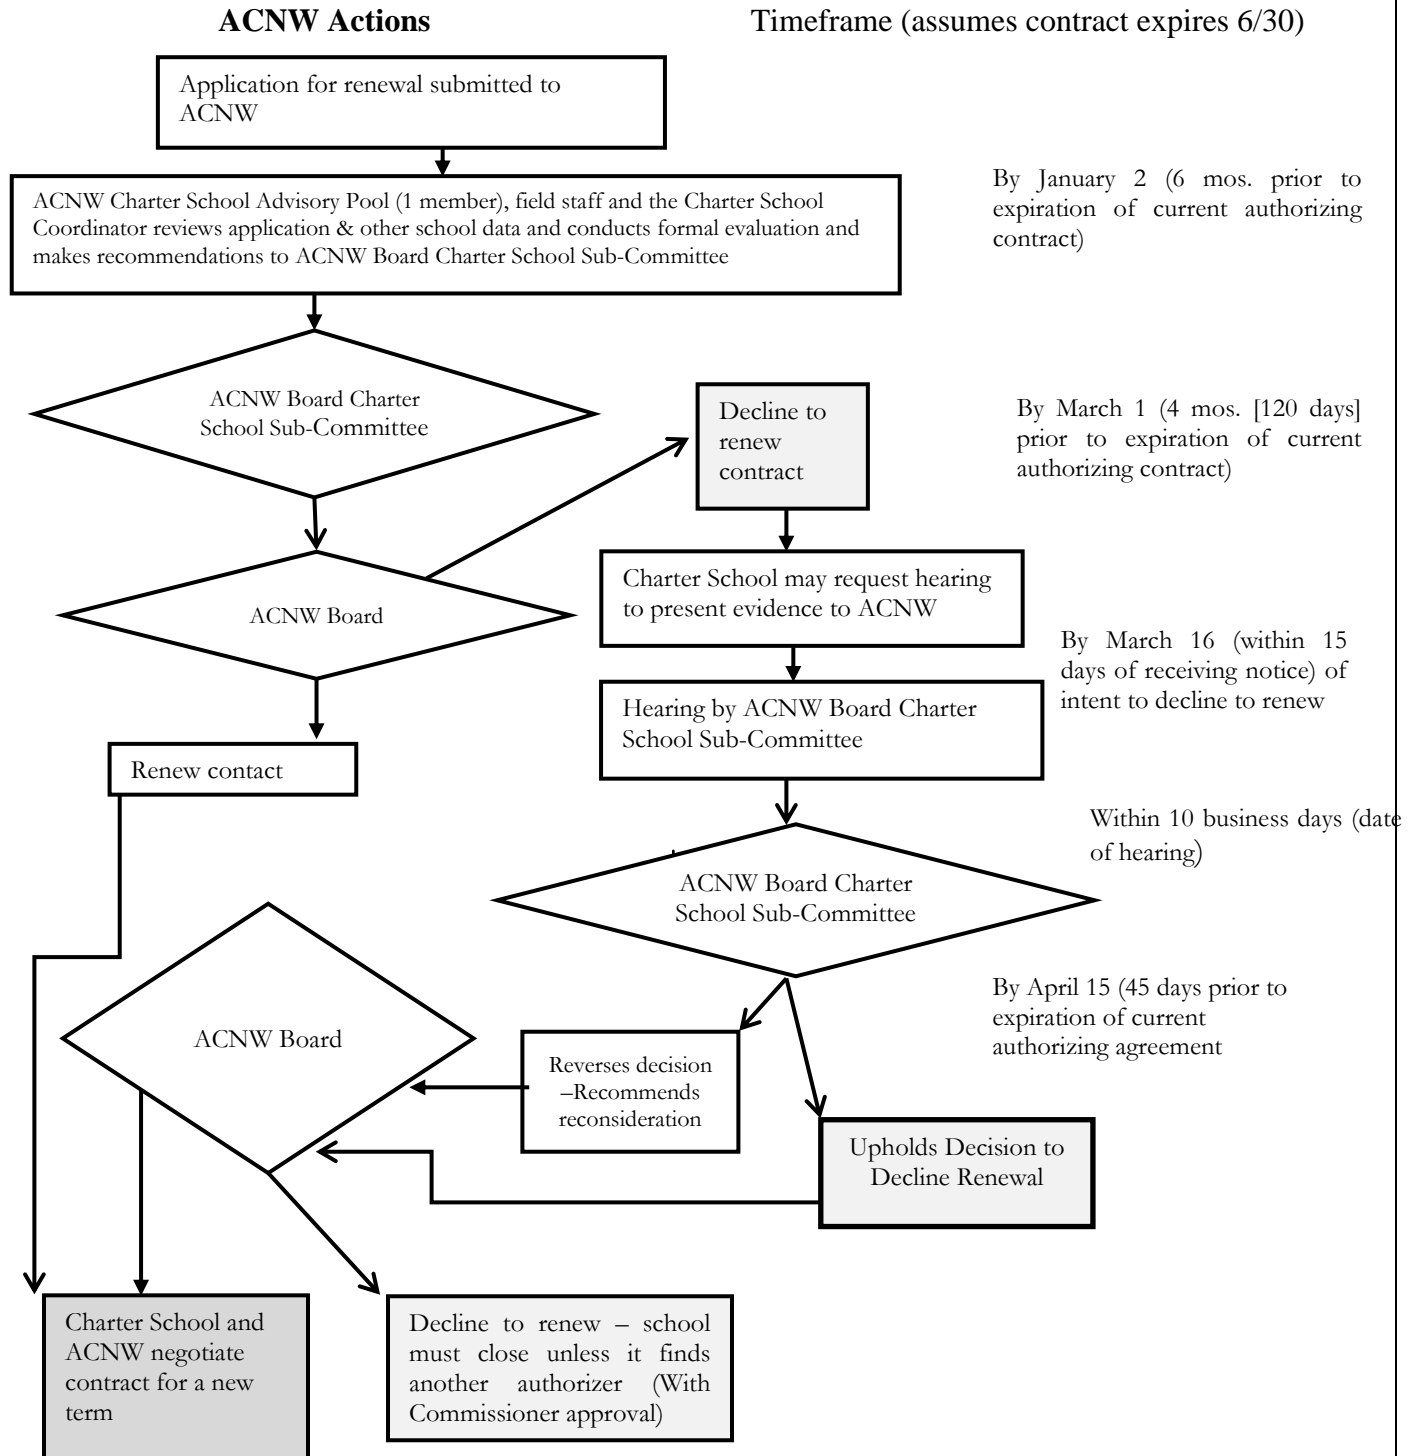 ACNW Actions
Timeframe (assumes contract expires 6/30)
Application for renewal submitted to
ACNW
ACNW Charter School Advisory Pool (1 member), field staff and the Charter School
Coordinator reviews application & other school data and conducts formal evaluation and
makes recommendations to ACNW Board Charter School Sub-Committee
By January 2 (6 mos. prior to
expiration of current authorizing
contract)
ACNW Board Charter
School Sub-Committee
Decline to
renew
contract
By March 1 (4 mos. [120 days]
prior to expiration of current
authorizing contract)
ACNW Board
Charter School may request hearing
to present evidence to ACNW
By March 16 (within 15
days of receiving notice) of
intent to decline to renew
Hearing by ACNW Board Charter
School Sub-Committee
Renew contact
Within 10 business days (date
of hearing)
ACNW Board Charter
School Sub-Committee
By April 15 (45 days prior to
expiration of current
authorizing agreement
ACNW Board
Reverses decision
–Recommends
reconsideration
Upholds Decision to
Decline Renewal
Charter School and
ACNW negotiate
contract for a new
term
Decline to renew – school
must close unless it finds
another authorizer (With
Commissioner approval)